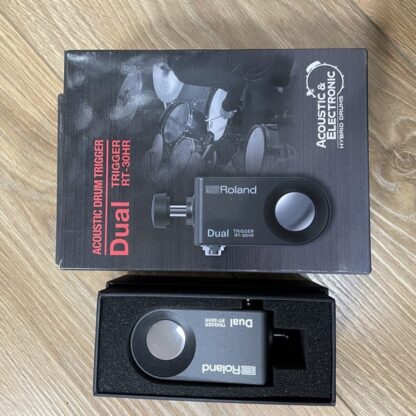 ACOUSTIC DRUM TRIGGER
Dual TRIGGER
RT-30HR
ACOUSTIC &
ELECTRONIC
HYBRID DRUMS
Roland
Dual TRIGGER
RT-30HR
Roland
Dual TRIGGER
RT-30HR